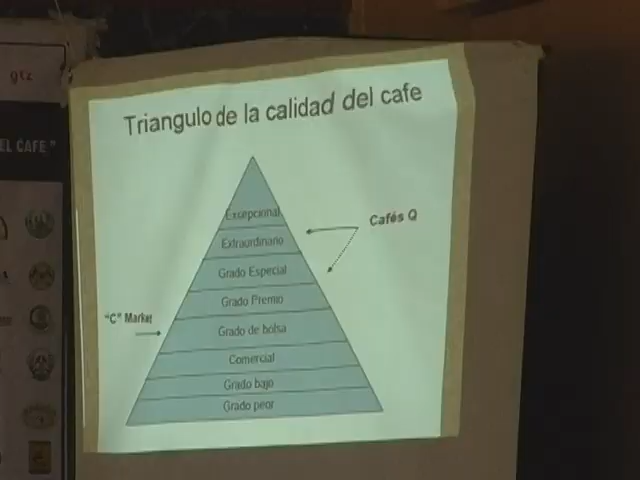 gtz
EL CAFE"
Triangulo de la calidad del cafe
Excepcional
Extraordinario
Cafés Q
Grado Especial
Grado Premio
"C" Market
Grado de bolsa
Comercial
Grado bajo
Grado peor